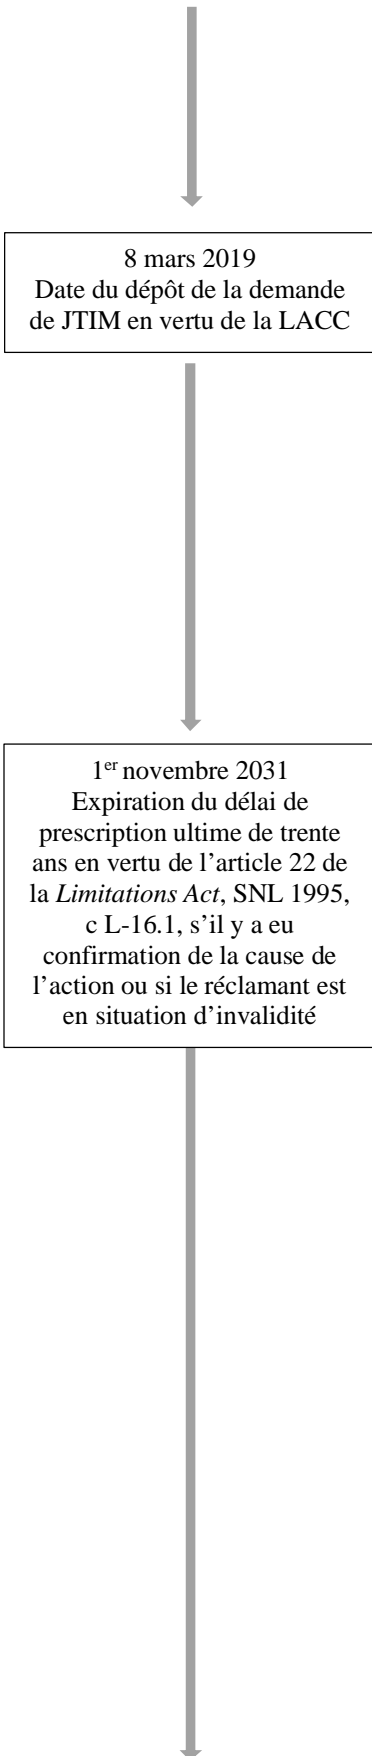 8 mars 2019
Date du dépôt de la demande
de JTIM en vertu de la LACC
1er novembre 2031
Expiration du délai de
prescription ultime de trente
ans en vertu de l’article 22 de
la Limitations Act, SNL 1995,
c L-16.1, s’il y a eu
confirmation de la cause de
l’action ou si le réclamant est
en situation d’invalidité